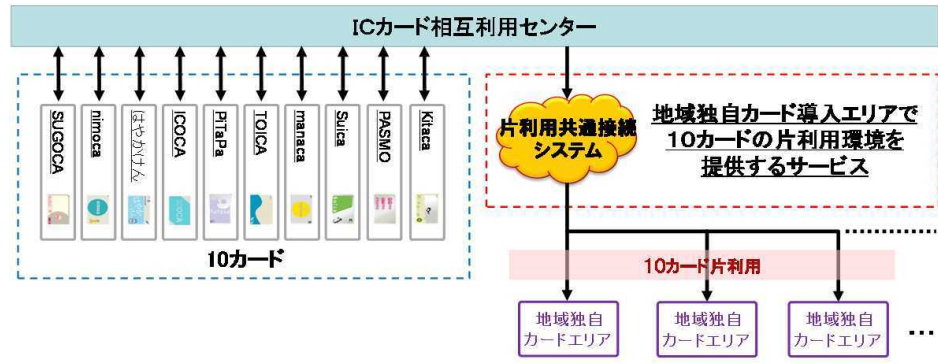 ICカード相互利用センター
SUGOCA
nimoca
はやかけん
ICOCA
PiTaPa
TOICA
manaca
Suica
PASMO
Kitaca
10カード
片利用共通接続
システム
地域独自カード導入エリアで
10カードの片利用環境を
提供するサービス
10カード片利用
地域独自
カードエリア
地域独自
カードエリア
地域独自
カードエリア
…